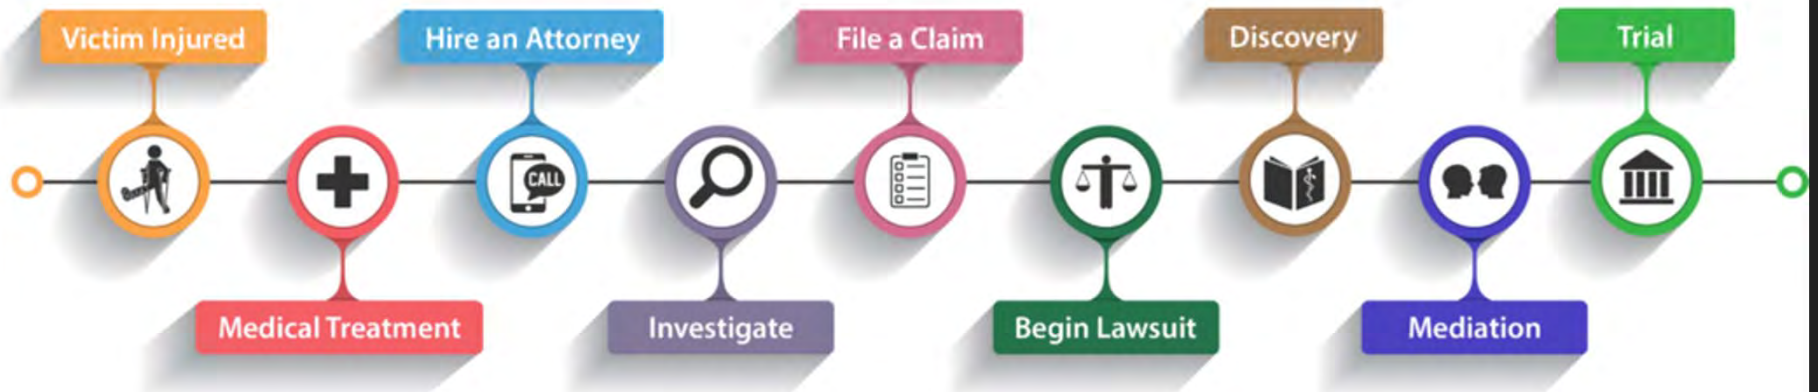 Victim Injured
Medical Treatment
Hire an Attorney
CALL
Investigate
File a Claim
Begin Lawsuit
Discovery
Mediation
Trial